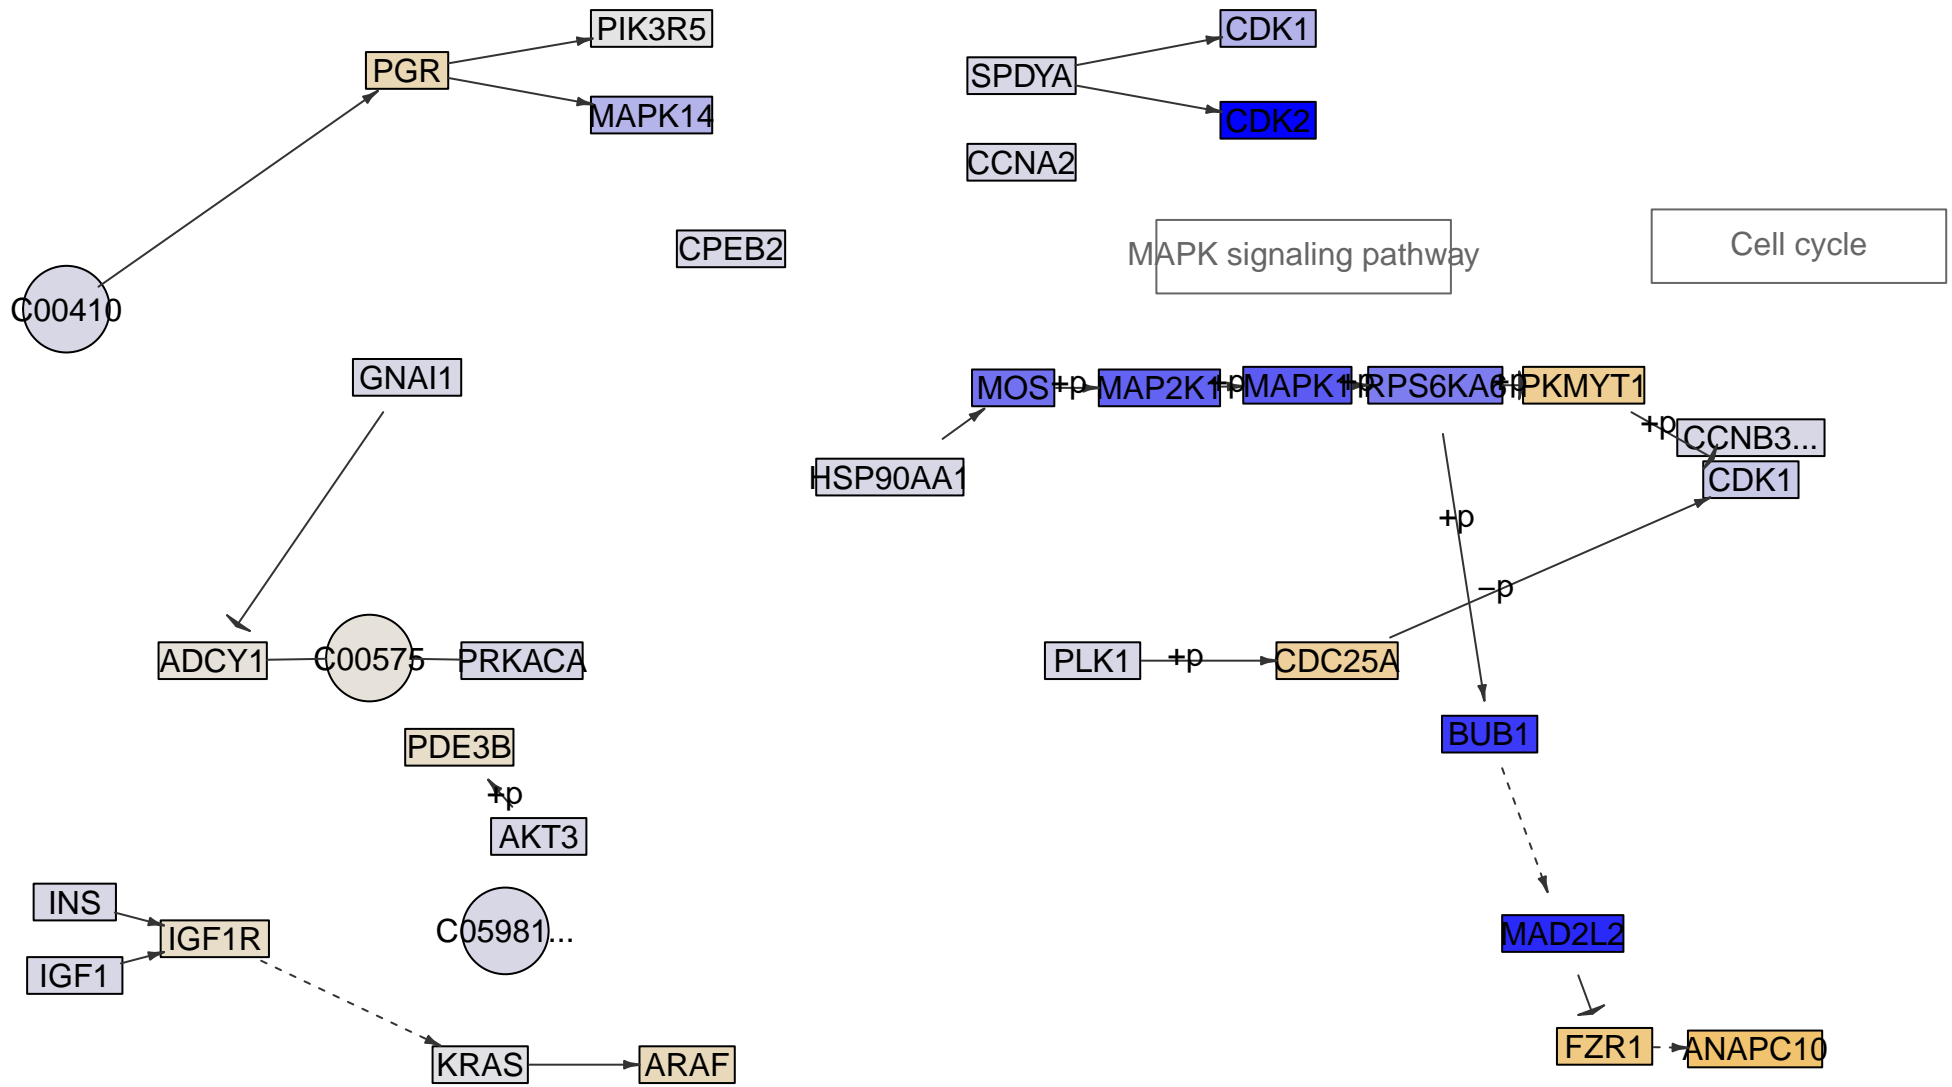 PIK3R5
CDK1
PGR
SPDYA
MAPK14
CDK2
CCNA2
CPEB2
MAPK signaling pathway
Cell cycle
C00410
GNAI1
MOS
+p
MAP2K1
+p
MAPK1
+p
RPS6KA6
+p
PKMYT1
+p
CCNB3...
HSP90AA1
CDK1
+p
−p
ADCY1
C00575
PRKACA
PLK1
+p
CDC25A
BUB1
PDE3B
+p
AKT3
INS
IGF1R
C05981...
MAD2L2
IGF1
KRAS
ARAF
FZR1
ANAPC10